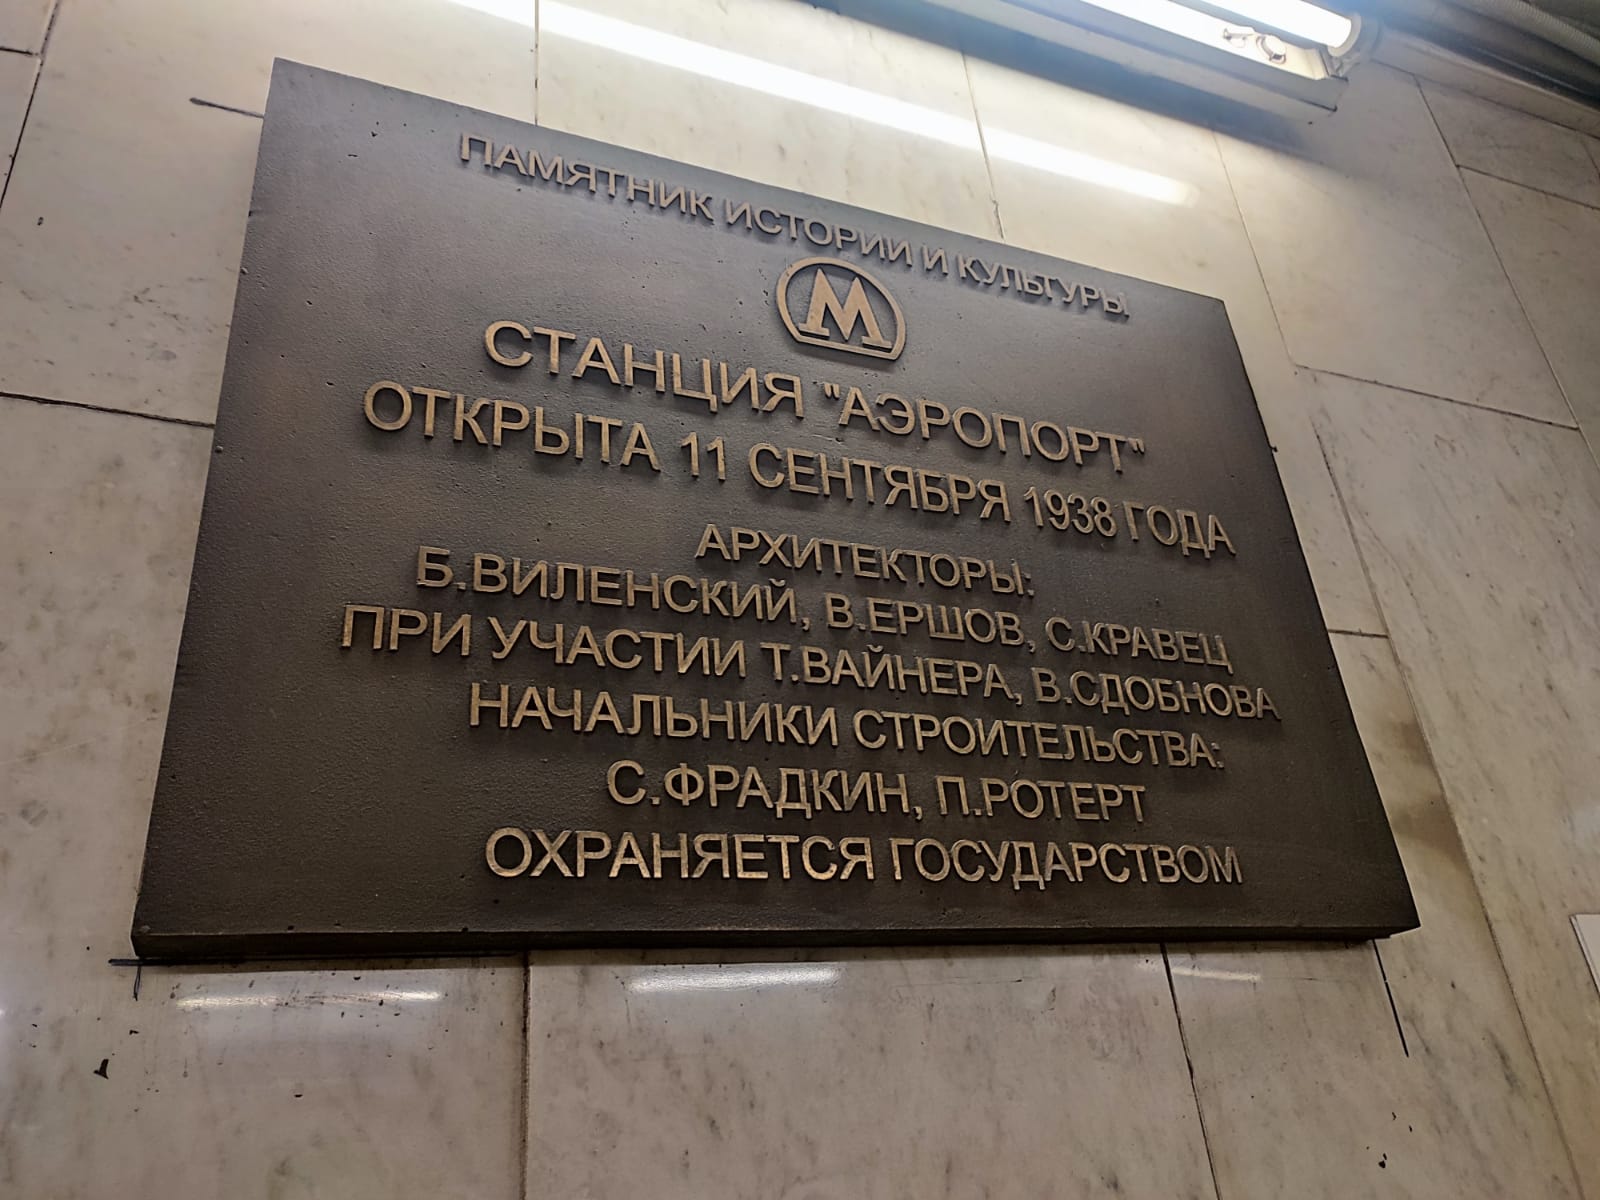 ПАМЯТНИК ИСТОРИИ И КУЛЬТУРЫ
М
СТАНЦИЯ "АЭРОПОРТ"
ОТКРЫТА 11 СЕНТЯБРЯ 1938 ГОДА
АРХИТЕКТОРЫ:
Б.ВИЛЕНСКИЙ, В.ЕРШОВ, С.КРАВЕЦ
ПРИ УЧАСТИИ Т.ВАЙНЕРА, В.СДОБНОВА
НАЧАЛЬНИКИ СТРОИТЕЛЬСТВА:
С.ФРАДКИН, П.РОТЕРТ
ОХРАНЯЕТСЯ ГОСУДАРСТВОМ